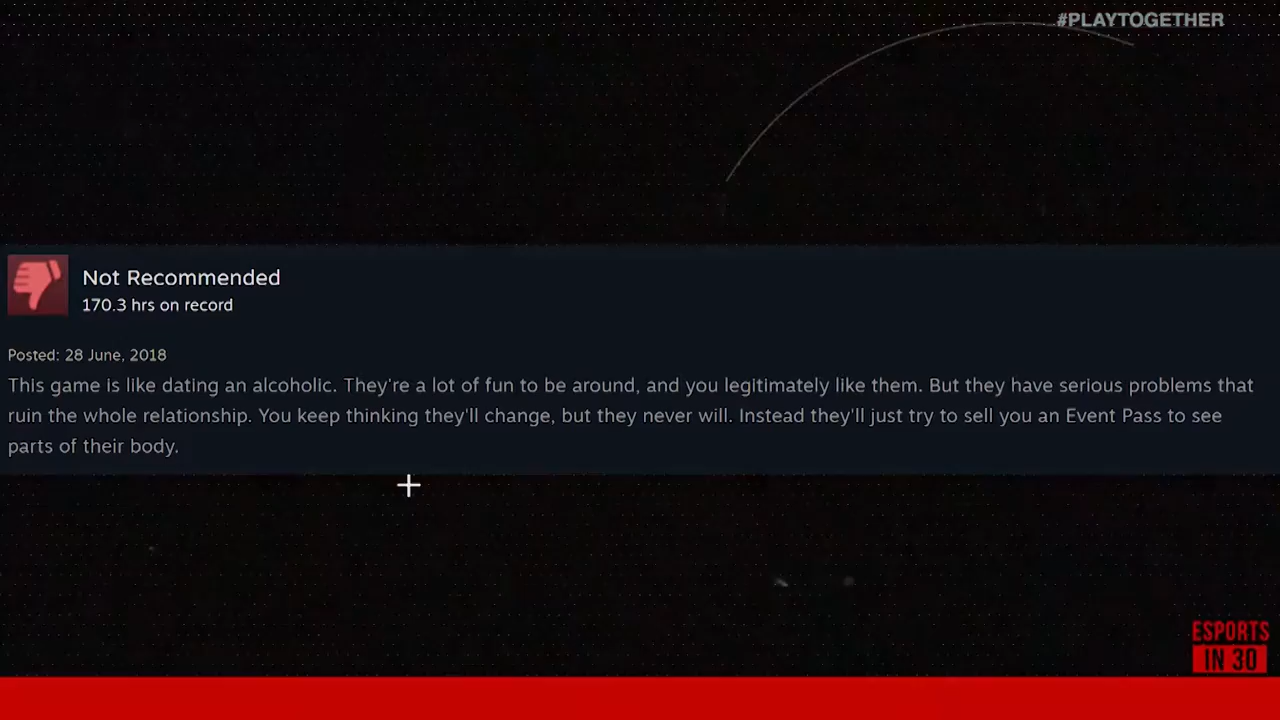 #PLAYTOGETHER
Not Recommended
170.3 hrs on record
Posted: 28 June, 2018
This game is like dating an alcoholic. They're a lot of fun to be around, and you legitimately like them. But they have serious problems that
ruin the whole relationship. You keep thinking they'll change, but they never will. Instead they'll just try to sell you an Event Pass to see
parts of their body.
ESPORTS
IN 30